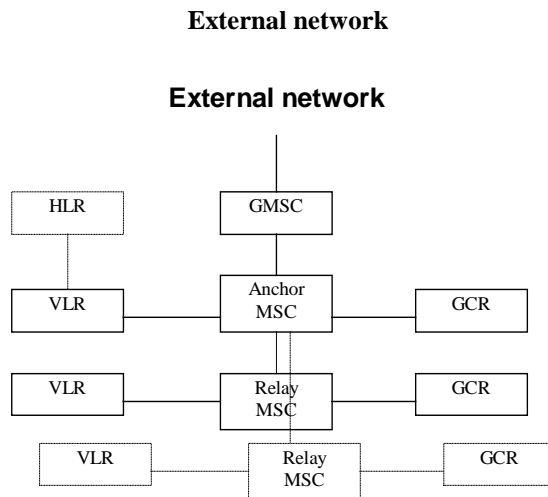 External network
External network
HLR
GMSC
VLR
Anchor
MSC
GCR
VLR
Relay
MSC
GCR
VLR
Relay
MSC
GCR